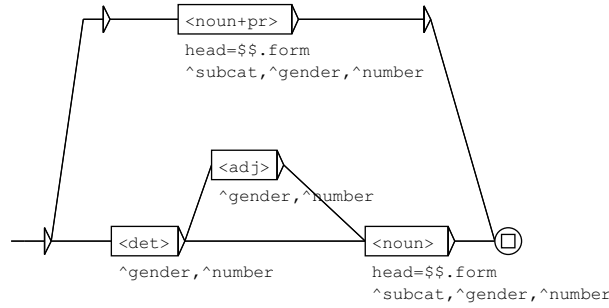 <noun+pr>
head=$$.form
^subcat,^gender,^number
<adj>
^gender,^number
<det>
<noun>
^gender,^number
head=$$.form
^subcat,^gender,^number